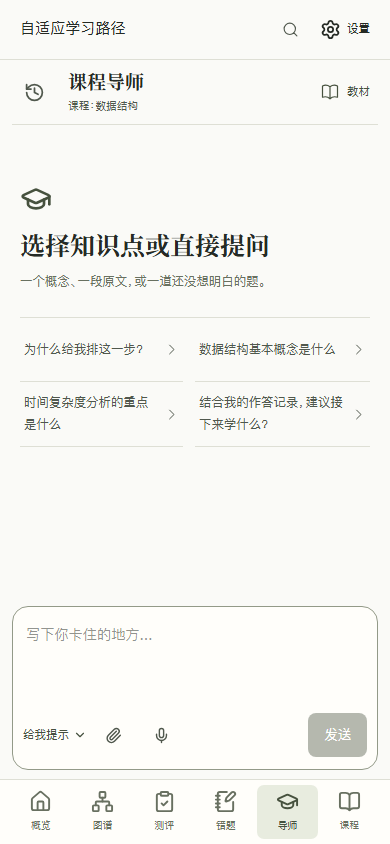 自适应学习路径
设置
课程导师
课程：数据结构
教材
选择知识点或直接提问
一个概念、一段原文，或一道还没想明白的题。
为什么给我排这一步？
数据结构基本概念是什么
时间复杂度分析的重点
是什么
结合我的作答记录，建议接
下来学什么？
写下你卡住的地方...
给我提示
发送
概览
图谱
测评
错题
导师
课程